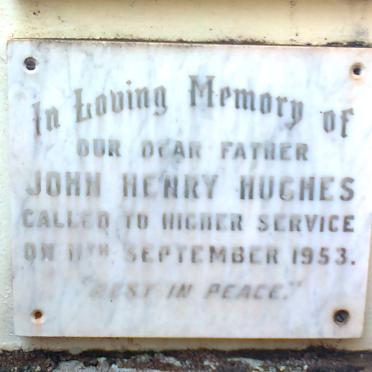 In Loving Memory of
OUR DEAR FATHER
JOHN HENRY HUGHES
CALLED TO HIGHER SERVICE
ON 11TH SEPTEMBER 1953.
"REST IN PEACE."